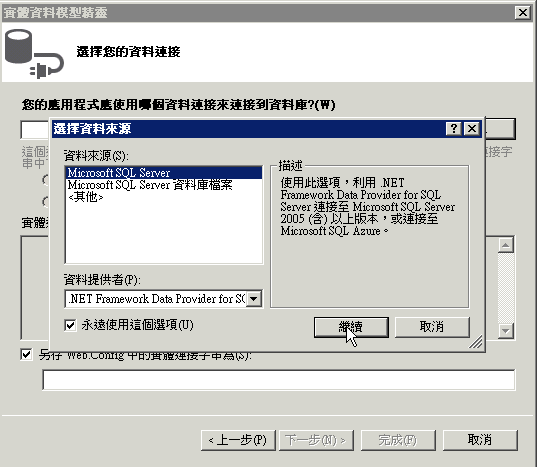 實體資料模型精靈
選擇您的資料連接
您的應用程式應使用哪個資料連接來連接到資料庫?(W)
選擇資料來源
資料來源(S):
Microsoft SQL Server
Microsoft SQL Server 資料庫檔案
<其他>
描述
使用此選項，利用 .NET
Framework Data Provider for SQL
Server 連接至 Microsoft SQL Server
2005 (含) 以上版本，或連接至
Microsoft SQL Azure。
資料提供者(P):
.NET Framework Data Provider for S
永遠使用這個選項(U)
繼續
取消
這個
連接字
串中
實體
另存 Web.Config 中的實體連接字串為(S):
< 上一步(P)
下一步(N) >
完成(F)
取消